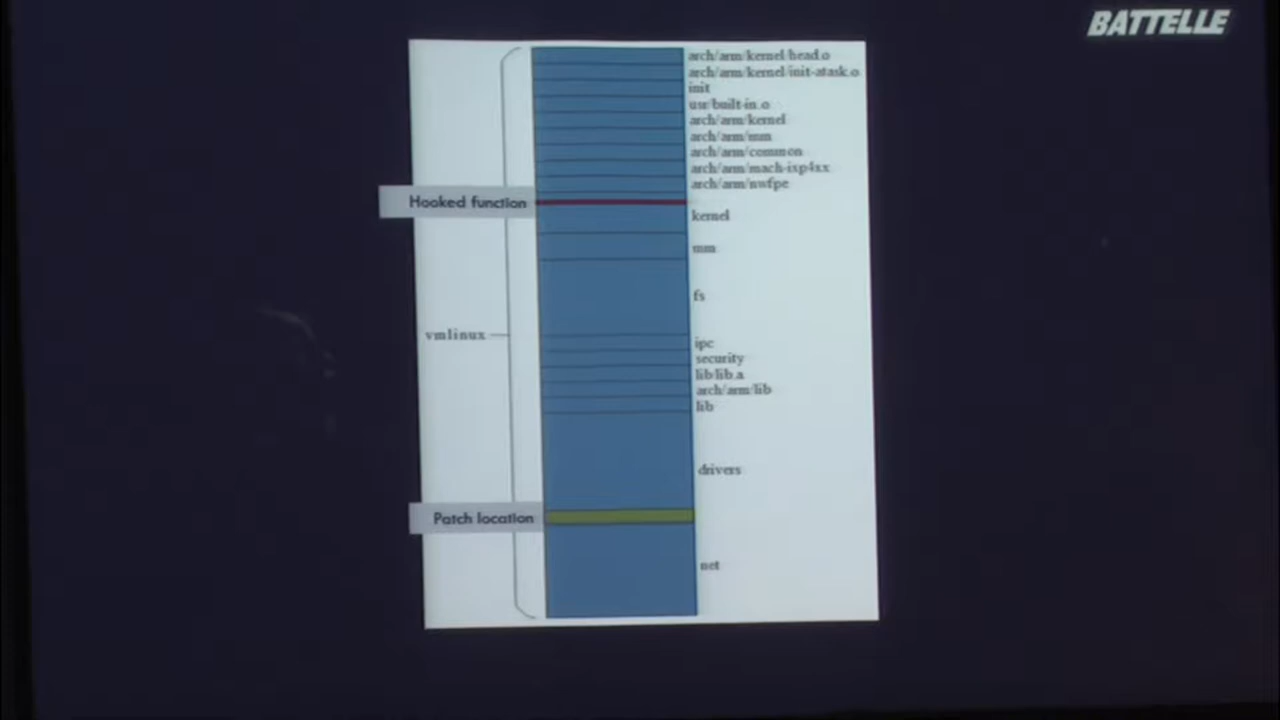 BATTELLE
arch/arm/kernel/head.o
arch/arm/kernel/init-atask.o
init
usr/built-in.o
arch/arm/kernel
arch/arm/mm
arch/arm/common
arch/arm/mach-ixp4xx
arch/arm/nwfpe
Hooked function
kernel
mm
fs
vmlinux
ipc
security
lib/lib.a
arch/arm/lib
lib
drivers
Patch location
net